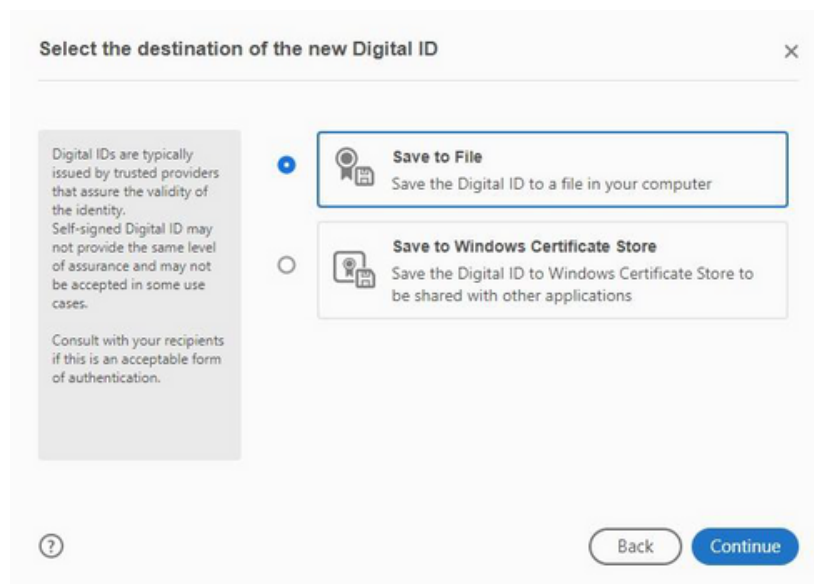 Select the destination of the new Digital ID
Digital IDs are typically
issued by trusted providers
that assure the validity of
the identity.
Self-signed Digital ID may
not provide the same level
of assurance and may not
be accepted in some use
cases.
Consult with your recipients
if this is an acceptable form
of authentication.
Save to File
Save the Digital ID to a file in your computer
Save to Windows Certificate Store
Save the Digital ID to Windows Certificate Store to
be shared with other applications
?
Back
Continue